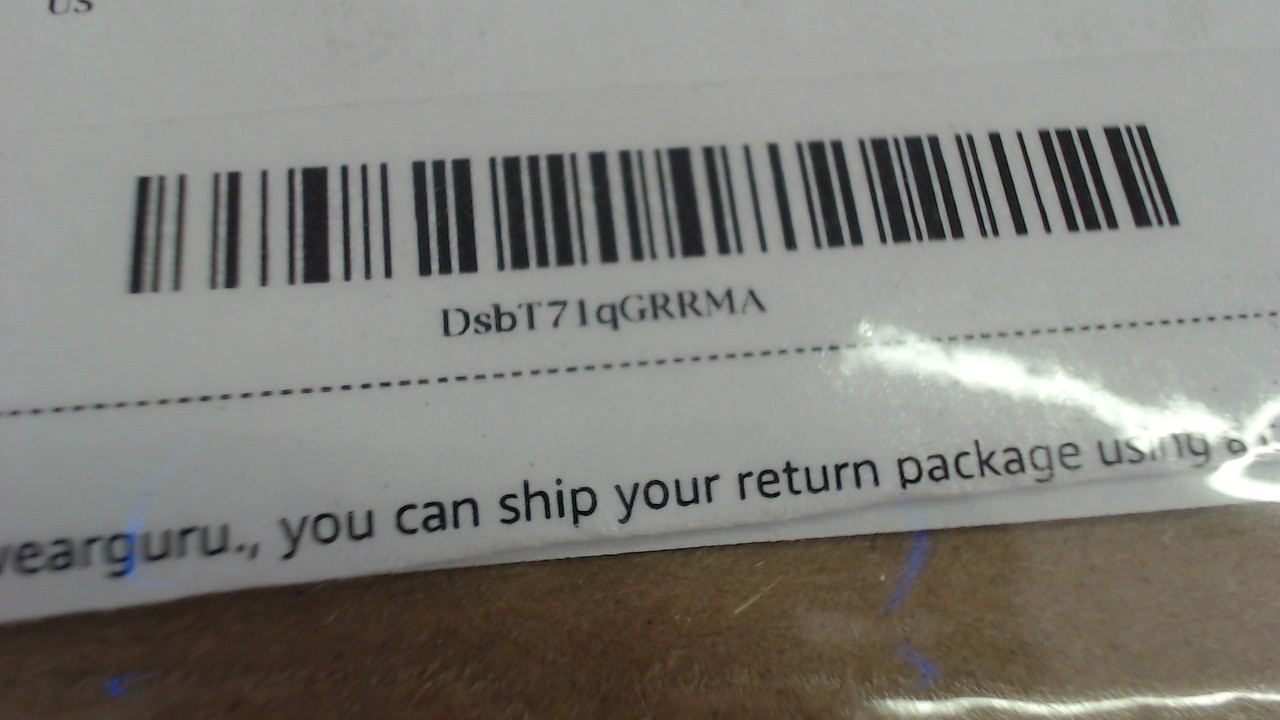 US
DsbT71qGRRMA
wearguru., you can ship your return package using a